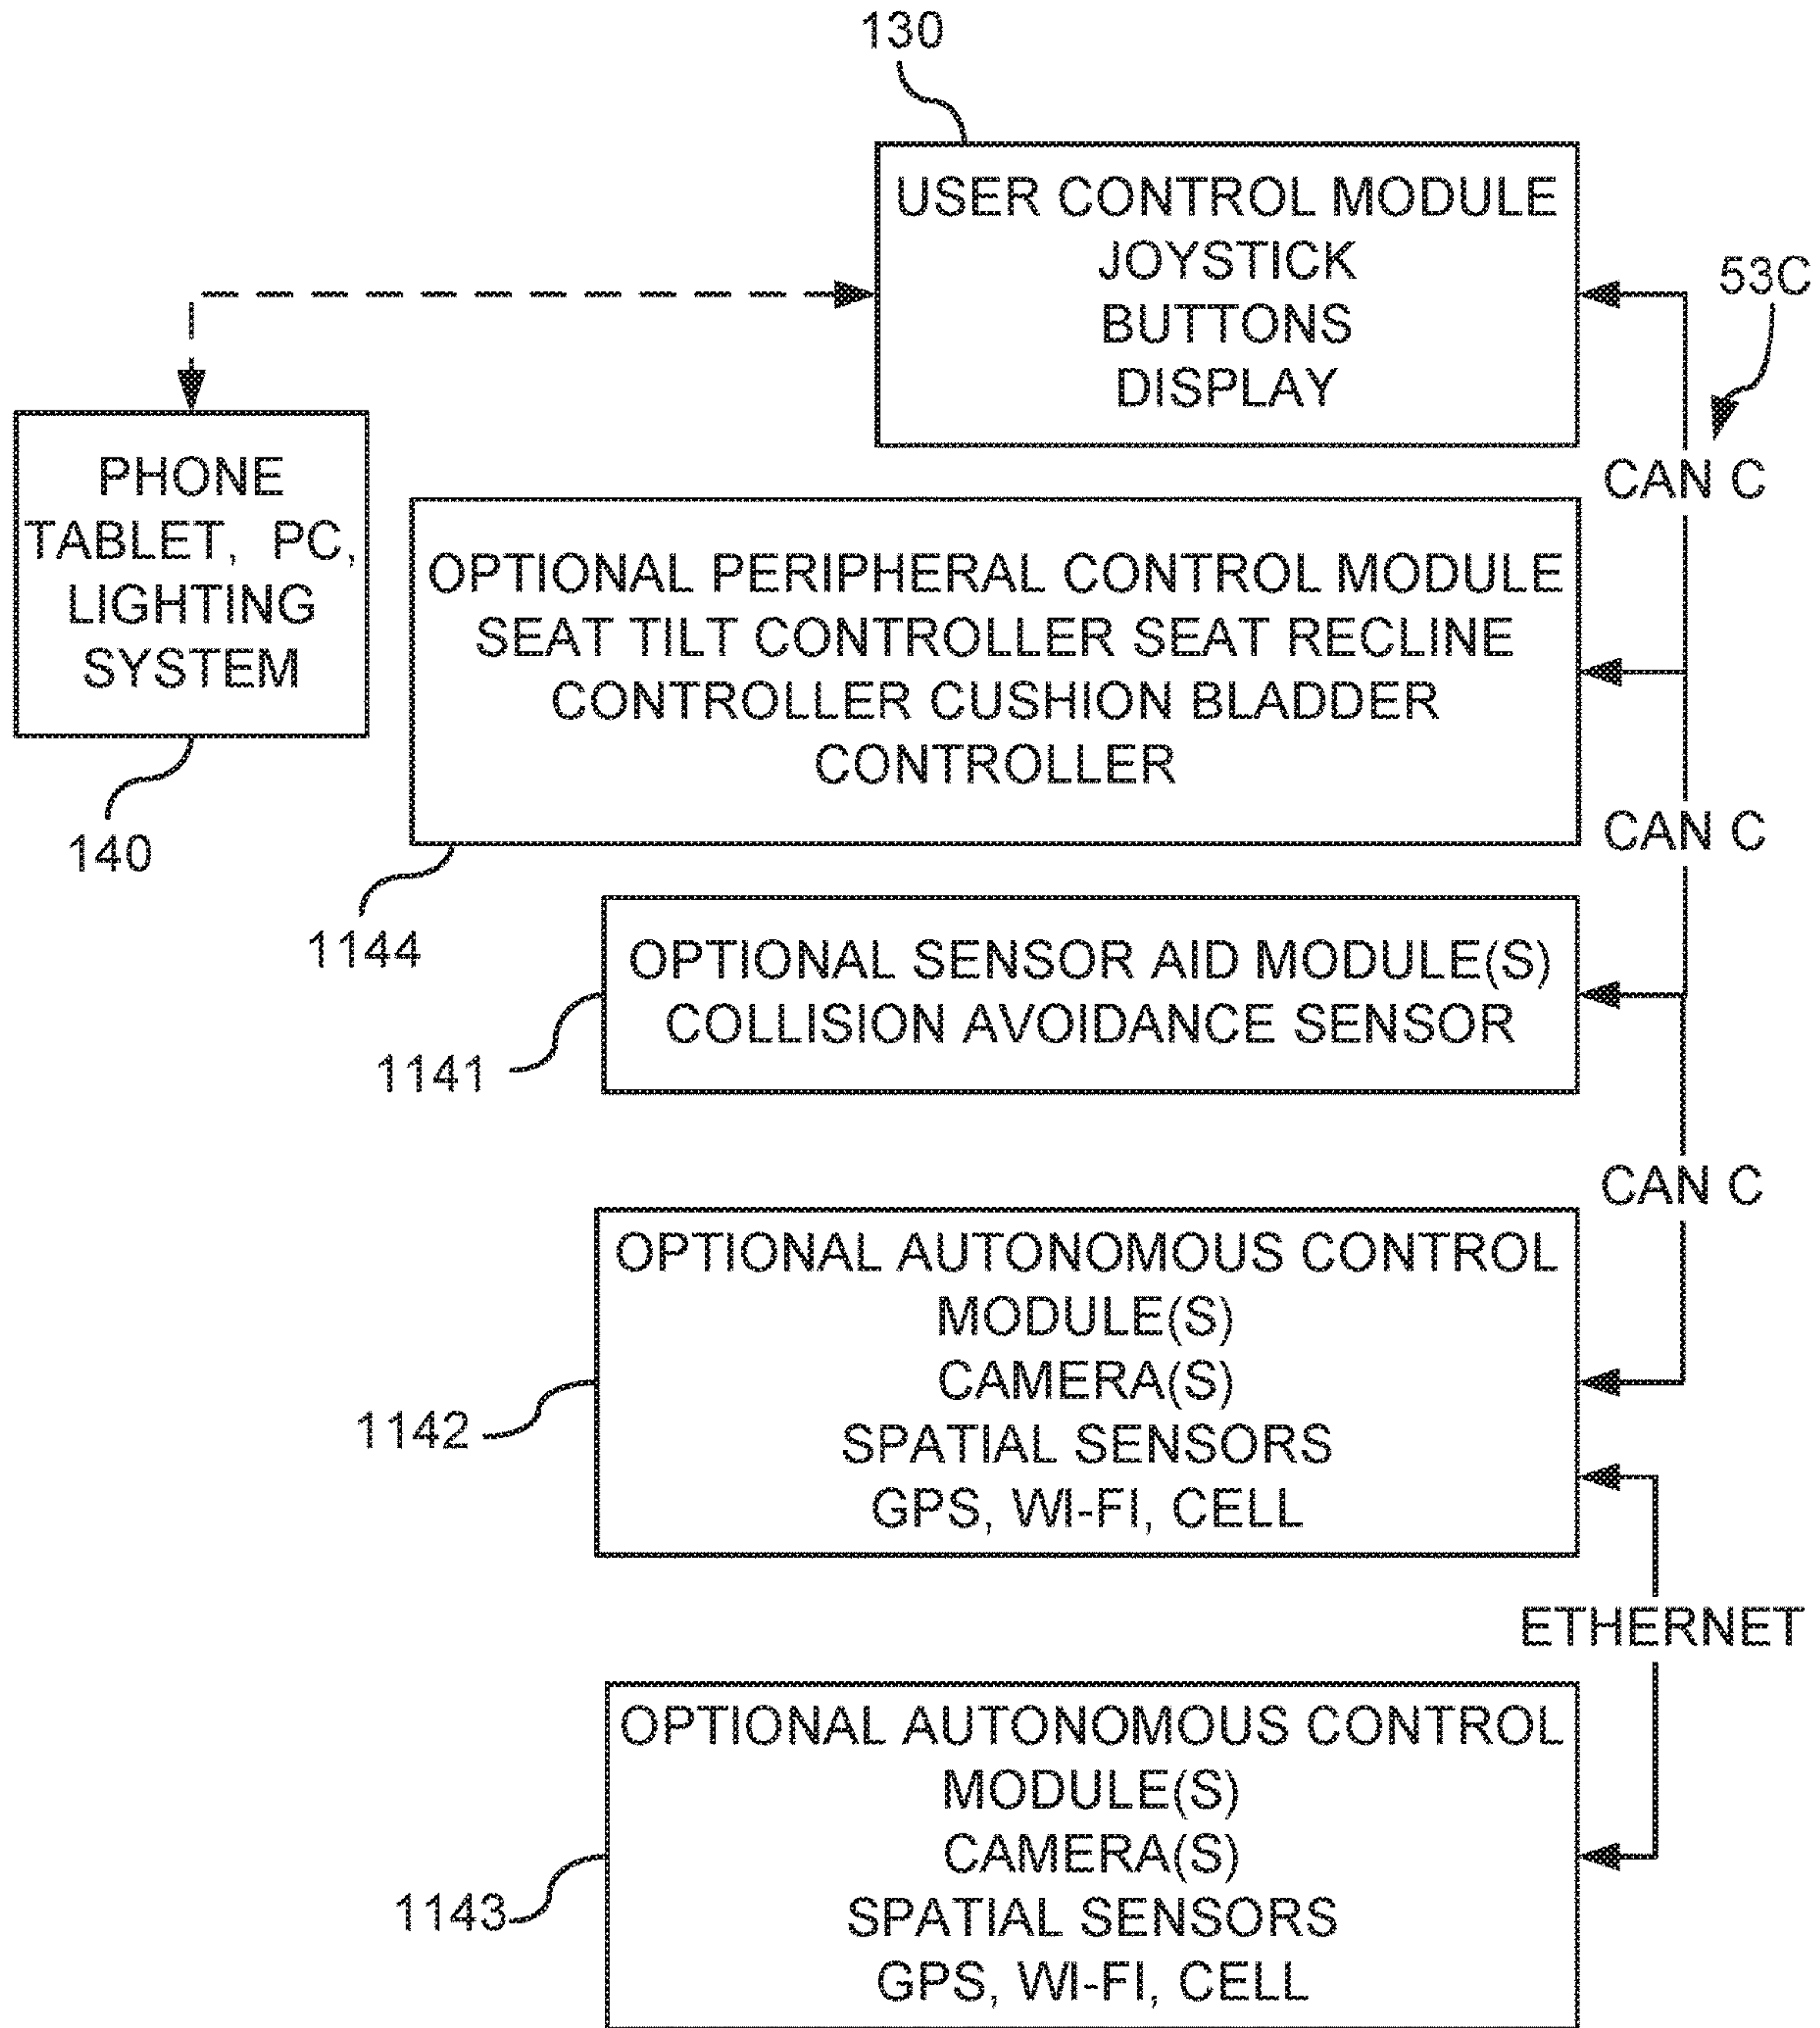 130
USER CONTROL MODULE
JOYSTICK
BUTTONS
DISPLAY
53C
CAN C
PHONE
TABLET, PC,
LIGHTING
SYSTEM
140
OPTIONAL PERIPHERAL CONTROL MODULE
SEAT TILT CONTROLLER SEAT RECLINE
CONTROLLER CUSHION BLADDER
CONTROLLER
1144
CAN C
OPTIONAL SENSOR AID MODULE(S)
COLLISION AVOIDANCE SENSOR
1141
CAN C
OPTIONAL AUTONOMOUS CONTROL
MODULE(S)
CAMERA(S)
SPATIAL SENSORS
GPS, WI-FI, CELL
1142
ETHERNET
OPTIONAL AUTONOMOUS CONTROL
MODULE(S)
CAMERA(S)
SPATIAL SENSORS
GPS, WI-FI, CELL
1143